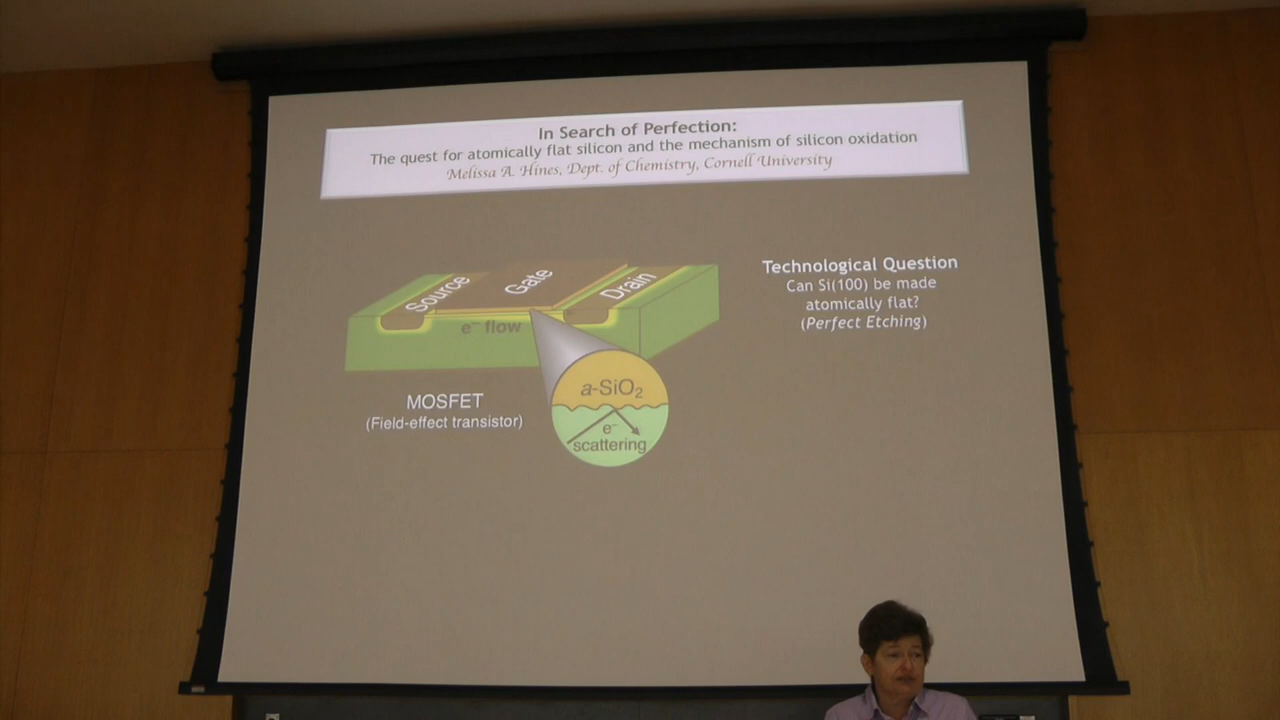 In Search of Perfection:
The quest for atomically flat silicon and the mechanism of silicon oxidation
Melissa A. Hines, Dept. of Chemistry, Cornell University
Source
Gate
Drain
e⁻ flow
Technological Question
Can Si(100) be made
atomically flat?
(Perfect Etching)
MOSFET
(Field-effect transistor)
a-SiO₂
e⁻
scattering